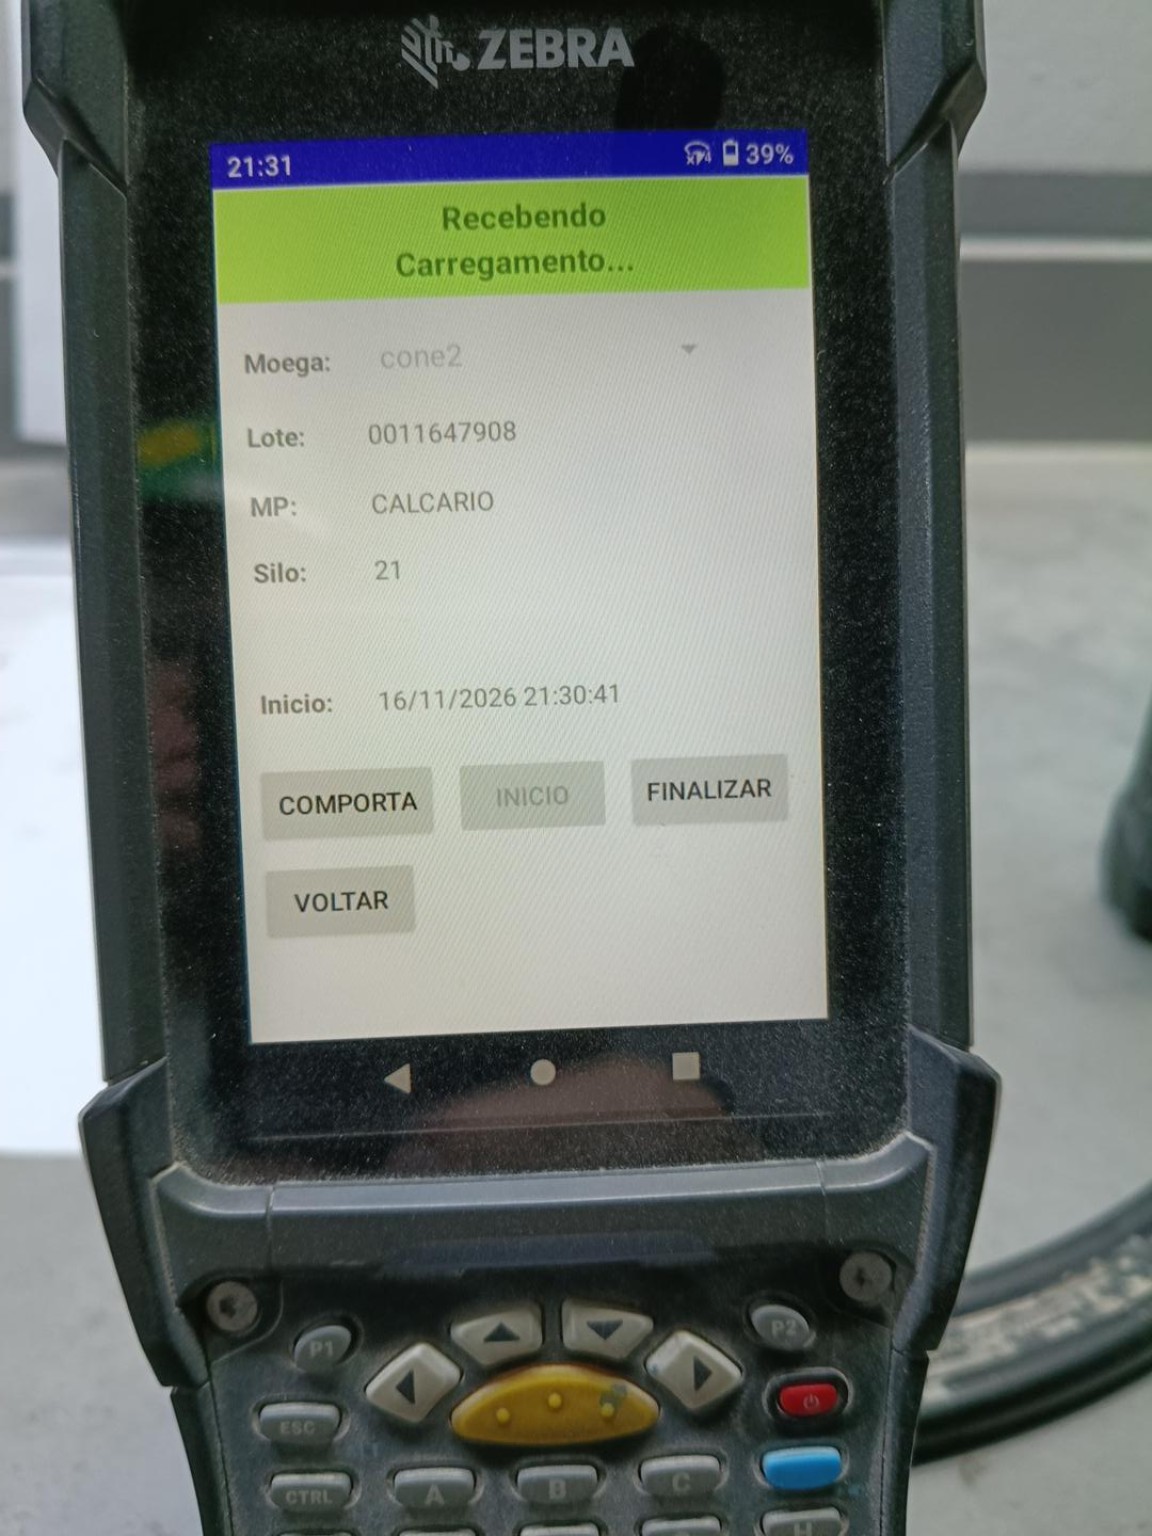 ZEBRA
21:31 39%
Recebendo
Carregamento...
Moega: cone2
Lote: 0011647908
MP: CALCARIO
Silo: 21
Inicio: 16/11/2026 21:30:41
COMPORTA INICIO FINALIZAR
VOLTAR
P1 P2
ESC
CTRL A B C
H